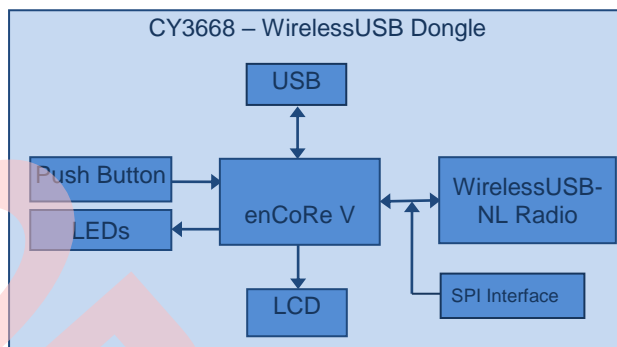 CY3668 – WirelessUSB Dongle
USB
Push Button
LEDs
enCoRe V
WirelessUSB-
NL Radio
SPI Interface
LCD